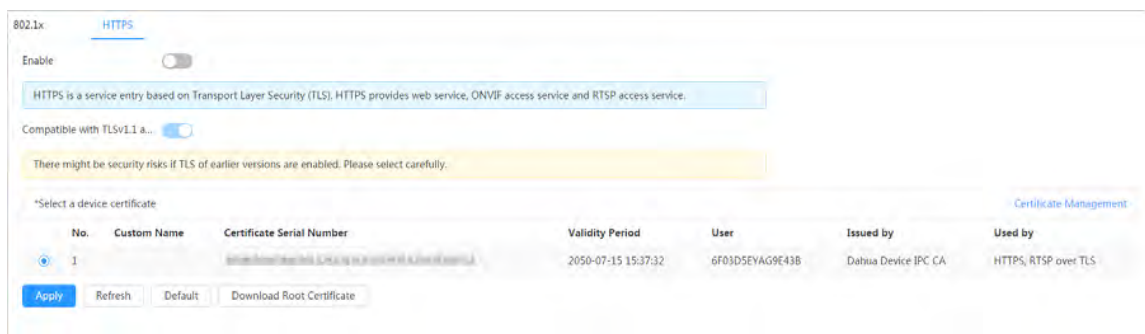 802.1x HTTPS
Enable
HTTPS is a service entry based on Transport Layer Security (TLS). HTTPS provides web service, ONVIF access service and RTSP access service.
Compatible with TLSv1.1 a...
There might be security risks if TLS of earlier versions are enabled. Please select carefully.
*Select a device certificate Certificate Management
No. Custom Name Certificate Serial Number Validity Period User Issued by Used by
1 2050-07-15 15:37:32 6F03D5EYAG9E43B Dahua Device IPC CA HTTPS, RTSP over TLS
Apply Refresh Default Download Root Certificate